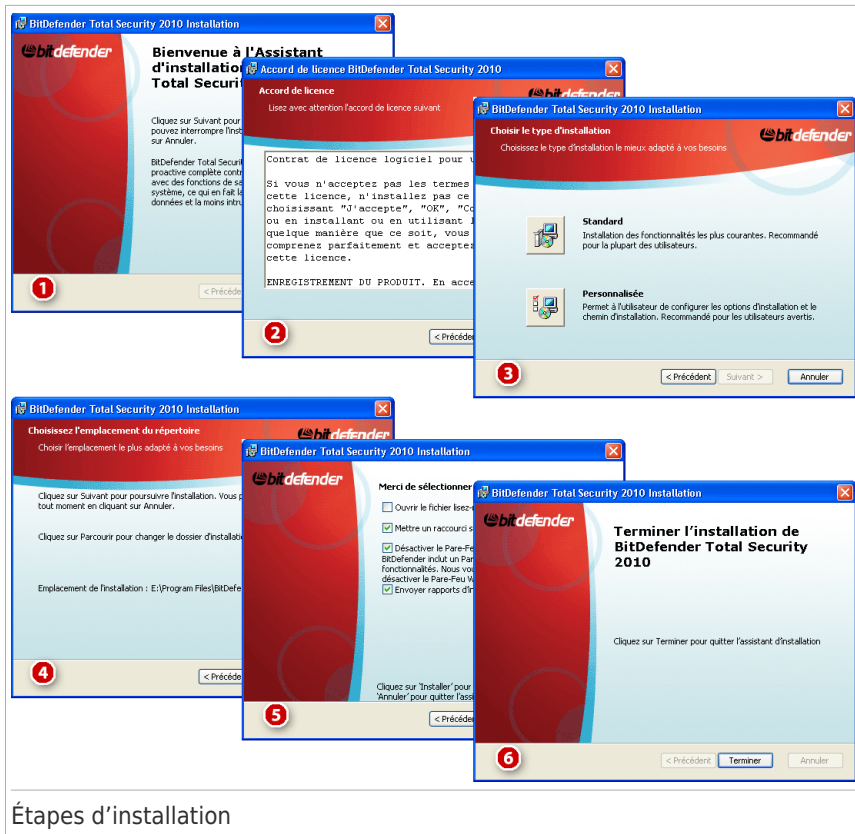 BitDefender Total Security 2010 Installation
bitdefender
Bienvenue à l'Assistant
d'installation
Total Securit
Cliquez sur Suivant pour
pouvez interrompre l'inst
sur Annuler.
BitDefender Total Securi
proactive complète contr
avec des fonctions de sa
système, ce qui en fait la
données et la moins intru
< Précéde
1
Accord de licence BitDefender Total Security 2010
bitdefender
Accord de licence
Lisez avec attention l'accord de licence suivant
Contrat de licence logiciel pour u
Si vous n'acceptez pas les termes
cette licence, n'installez pas ce
choisissant "J'accepte", "OK", "Co
ou en installant ou en utilisant l
quelque manière que ce soit, vous
comprenez parfaitement et acceptez
cette licence.
ENREGISTREMENT DU PRODUIT. En acce
< Précéder
2
BitDefender Total Security 2010 Installation
Choisir le type d'installation
bitdefender
Choisissez le type d'installation le mieux adapté à vos besoins
Standard
Installation des fonctionnalités les plus courantes. Recommandé
pour la plupart des utilisateurs.
Personnalisée
Permet à l'utilisateur de configurer les options d'installation et le
chemin d'installation. Recommandé pour les utilisateurs avertis.
3
< Précédent Suivant > Annuler
BitDefender Total Security 2010 Installation
Choisissez l'emplacement du répertoire
bitdefender
Choisir l'emplacement le plus adapté à vos besoins
Cliquez sur Suivant pour poursuivre l'installation. Vous p
tout moment en cliquant sur Annuler.
Cliquez sur Parcourir pour changer le dossier d'installatio
Emplacement de l'installation : E:\Program Files\BitDefe
4
< Précéde
BitDefender Total Security 2010 Installation
bitdefender
Merci de sélectionner
Ouvrir le fichier lisez-
Mettre un raccourci s
Désactiver le Pare-Fe
BitDefender inclut un Par
fonctionnalités. Nous vou
désactiver le Pare-Feu W
Envoyer rapports d'in
Cliquez sur 'Installer' pour
'Annuler' pour quitter l'assi
5
< Précéder
BitDefender Total Security 2010 Installation
bitdefender
Terminer l'installation de
BitDefender Total Security
2010
Cliquez sur Terminer pour quitter l'assistant d'installation
6
< Précédent Terminer Annuler
Étapes d'installation